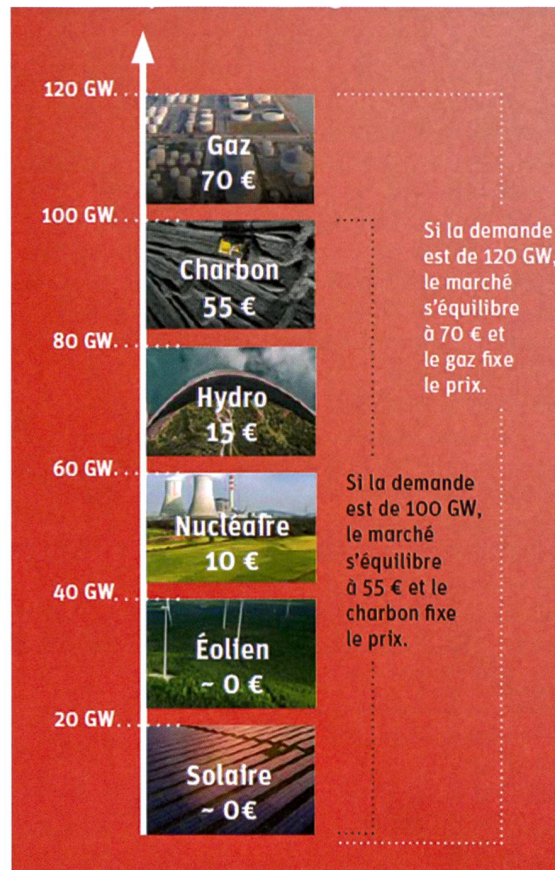 120 GW
Gaz
70 €
100 GW
Charbon
55 €
80 GW
Hydro
15 €
60 GW
Nucléaire
10 €
40 GW
Éolien
~ 0 €
20 GW
Solaire
~ 0€
Si la demande
est de 120 GW,
le marché
s'équilibre
à 70 € et
le gaz fixe
le prix.
Si la demande
est de 100 GW,
le marché
s'équilibre
à 55 € et le
charbon fixe
le prix.